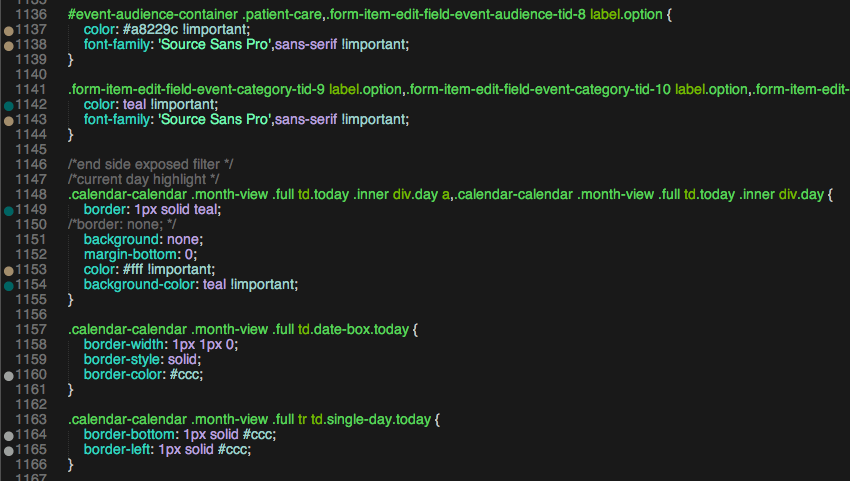 1136 #event-audience-container .patient-care,.form-item-edit-field-event-audience-tid-8 label.option {
1137 color: #a8229c !important;
1138 font-family: 'Source Sans Pro',sans-serif !important;
1139 }
1140
1141 .form-item-edit-field-event-category-tid-9 label.option,.form-item-edit-field-event-category-tid-10 label.option,.form-item-edit-
1142 color: teal !important;
1143 font-family: 'Source Sans Pro',sans-serif !important;
1144 }
1145
1146 /*end side exposed filter */
1147 /*current day highlight */
1148 .calendar-calendar .month-view .full td.today .inner div.day a,.calendar-calendar .month-view .full td.today .inner div.day {
1149 border: 1px solid teal;
1150 /*border: none; */
1151 background: none;
1152 margin-bottom: 0;
1153 color: #fff !important;
1154 background-color: teal !important;
1155 }
1156
1157 .calendar-calendar .month-view .full td.date-box.today {
1158 border-width: 1px 1px 0;
1159 border-style: solid;
1160 border-color: #ccc;
1161 }
1162
1163 .calendar-calendar .month-view .full tr td.single-day.today {
1164 border-bottom: 1px solid #ccc;
1165 border-left: 1px solid #ccc;
1166 }